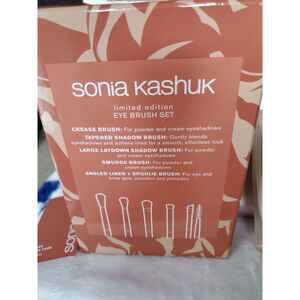 sonia kashuk
limited edition
EYE BRUSH SET
CREASE BRUSH: For powder and cream eyeshadows
TAPERED SHADOW BRUSH: Gently blends
eyeshadows and softens lines for a smooth, effortless look
LARGE LAYDOWN SHADOW BRUSH: For powder
and cream eyeshadows
SMUDGE BRUSH: For powder and
cream eyeshadows
ANGLED LINER + SPOOLIE BRUSH: For eye and
brow gels, powders and pomades
sonia